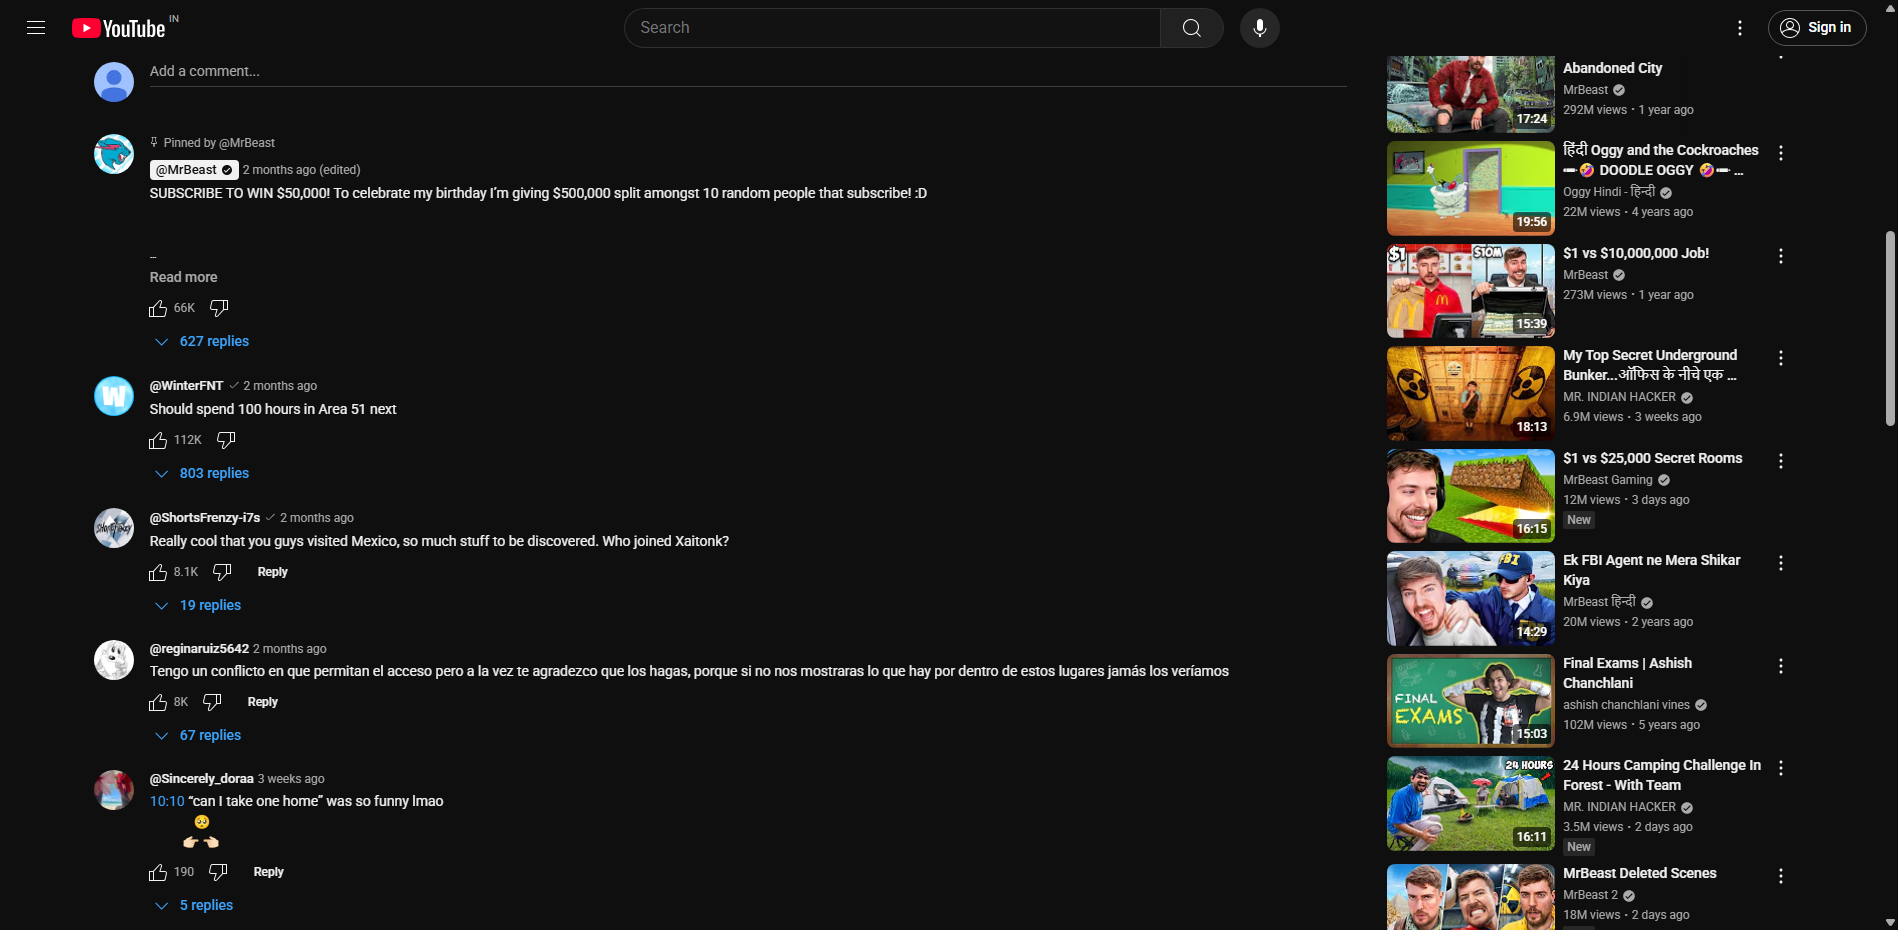 YouTube IN
Search
Sign in
Add a comment...
Pinned by @MrBeast
@MrBeast 2 months ago (edited)
SUBSCRIBE TO WIN $50,000! To celebrate my birthday I’m giving $500,000 split amongst 10 random people that subscribe! :D
...
Read more
66K
627 replies
@WinterFNT 2 months ago
Should spend 100 hours in Area 51 next
112K
803 replies
@ShortsFrenzy-i7s 2 months ago
Really cool that you guys visited Mexico, so much stuff to be discovered. Who joined Xaitonk?
8.1K Reply
19 replies
@reginaruiz5642 2 months ago
Tengo un conflicto en que permitan el acceso pero a la vez te agradezco que los hagas, porque si no nos mostraras lo que hay por dentro de estos lugares jamás los veríamos
8K Reply
67 replies
@Sincerely_doraa 3 weeks ago
10:10 “can I take one home” was so funny lmao
🥺
👉🏻👈🏻
190 Reply
5 replies
17:24
Abandoned City
MrBeast
292M views • 1 year ago
19:56
हिंदी Oggy and the Cockroaches
🤣 DOODLE OGGY 🤣 ...
Oggy Hindi - हिन्दी
22M views • 4 years ago
$1
$10M
15:39
$1 vs $10,000,000 Job!
MrBeast
273M views • 1 year ago
18:13
My Top Secret Underground
Bunker...ऑफिस के नीचे एक ...
MR. INDIAN HACKER
6.9M views • 3 weeks ago
16:15
$1 vs $25,000 Secret Rooms
MrBeast Gaming
12M views • 3 days ago
New
FBI
14:29
Ek FBI Agent ne Mera Shikar
Kiya
MrBeast हिन्दी
20M views • 2 years ago
FINAL
EXAMS
15:03
Final Exams | Ashish
Chanchlani
ashish chanchlani vines
102M views • 5 years ago
24 HOURS
16:11
24 Hours Camping Challenge In
Forest - With Team
MR. INDIAN HACKER
3.5M views • 2 days ago
New
MrBeast Deleted Scenes
MrBeast 2
18M views • 2 days ago